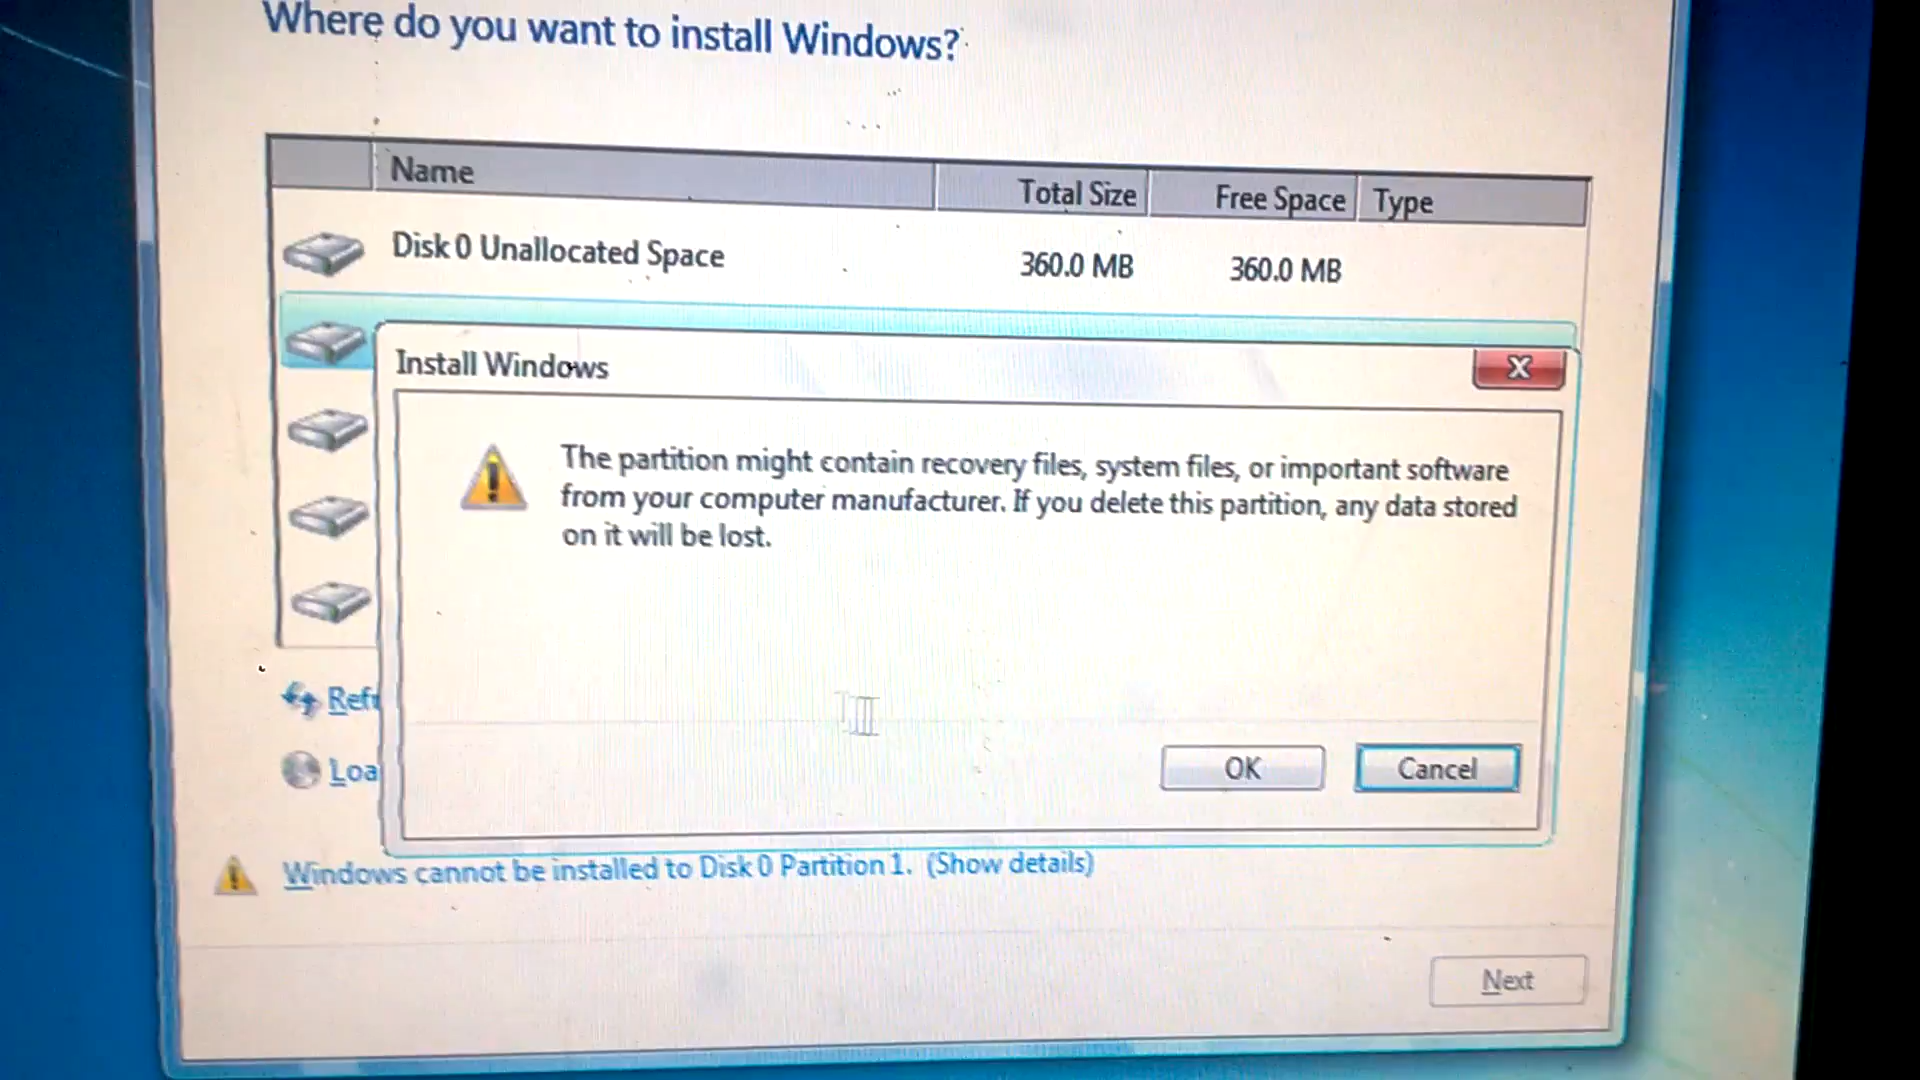 Where do you want to install Windows?
Name Total Size Free Space Type
Disk 0 Unallocated Space 360.0 MB 360.0 MB
Install Windows
The partition might contain recovery files, system files, or important software
from your computer manufacturer. If you delete this partition, any data stored
on it will be lost.
Refr
Loa
OK Cancel
Windows cannot be installed to Disk 0 Partition 1. (Show details)
Next